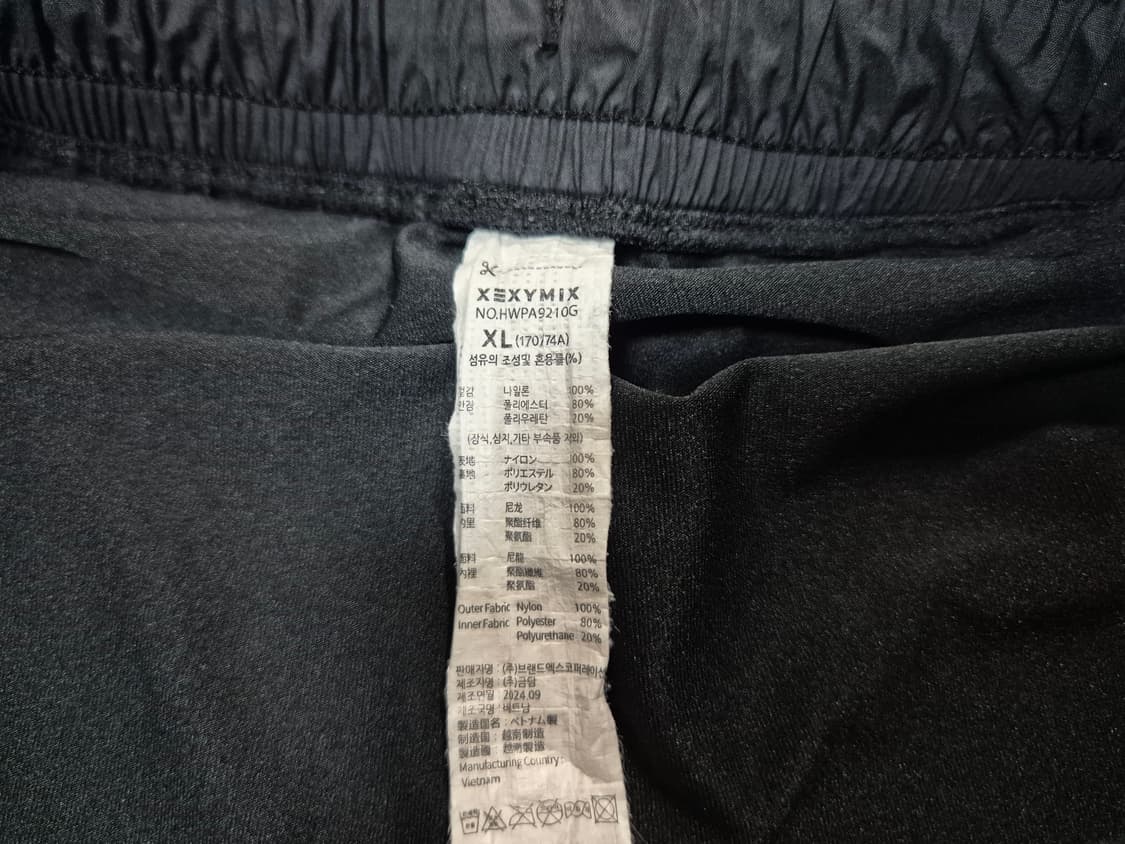 XEXYMIX
NO.HWPA9210G
XL (170/74A)
섬유의 조성및 혼용률(%)
겉감 나일론 100%
안감 폴리에스터 80%
폴리우레탄 20%
(장식,심지,기타 부속품 제외)
表地 ナイロン 100%
裏地 ポリエステル 80%
ポリウレタン 20%
面料 尼龙 100%
内里 聚酯纤维 80%
聚氨酯 20%
面料 尼龍 100%
內裡 聚酯纖維 80%
聚氨酯 20%
Outer Fabric Nylon 100%
Inner Fabric Polyester 80%
Polyurethane 20%
판매자명 : (주)브랜드엑스코퍼레이션
제조자명 : (주)금담
제조연월 : 2024.09
제조국명 : 베트남
製造国名 : ベトナム製
制造国 : 越南制造
製造國 : 越南製造
Manufacturing Country :
Vietnam